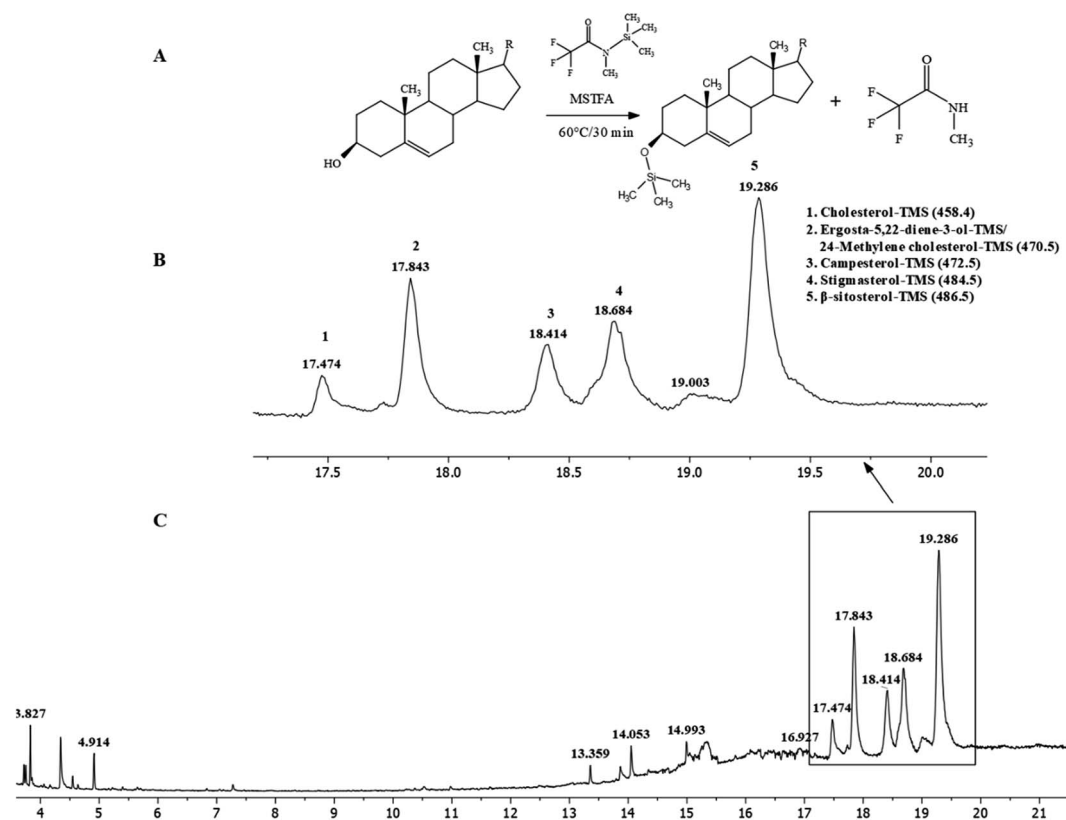 A
HO
CH₃
CH₃
R
F
F
F
O
N
CH₃
Si
CH₃
CH₃
CH₃
MSTFA
60°C/30 min
CH₃
CH₃
R
O
Si
H₃C
CH₃
CH₃
+
F
F
F
O
NH
H₃C
B
1
17.474
2
17.843
3
18.414
4
18.684
19.003
5
19.286
1. Cholesterol-TMS (458.4)
2. Ergosta-5,22-diene-3-ol-TMS/
24-Methylene cholesterol-TMS (470.5)
3. Campesterol-TMS (472.5)
4. Stigmasterol-TMS (484.5)
5. β-sitosterol-TMS (486.5)
17.5 18.0 18.5 19.0 19.5 20.0
C
3.827
4.914
13.359
14.053
14.993
16.927
17.474
17.843
18.414
18.684
19.286
4 5 6 7 8 9 10 11 12 13 14 15 16 17 18 19 20 21